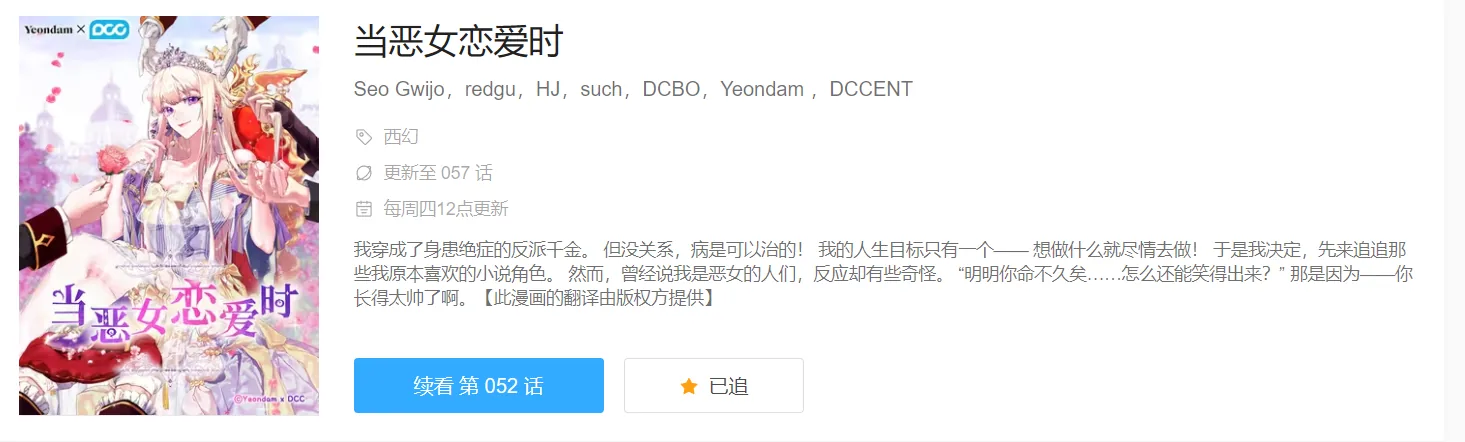 Yeondam × DCC
当恶女恋爱时
©Yeondam x DCC
当恶女恋爱时
Seo Gwijo，redgu，HJ，such，DCBO，Yeondam ，DCCENT
西幻
更新至 057 话
每周四12点更新
我穿成了身患绝症的反派千金。 但没关系，病是可以治的！ 我的人生目标只有一个—— 想做什么就尽情去做！ 于是我决定，先来追追那
些我原本喜欢的小说角色。 然而，曾经说我是恶女的人们，反应却有些奇怪。 “明明你命不久矣……怎么还能笑得出来？” 那是因为——你
长得太帅了啊。【此漫画的翻译由版权方提供】
续看 第 052 话
已追